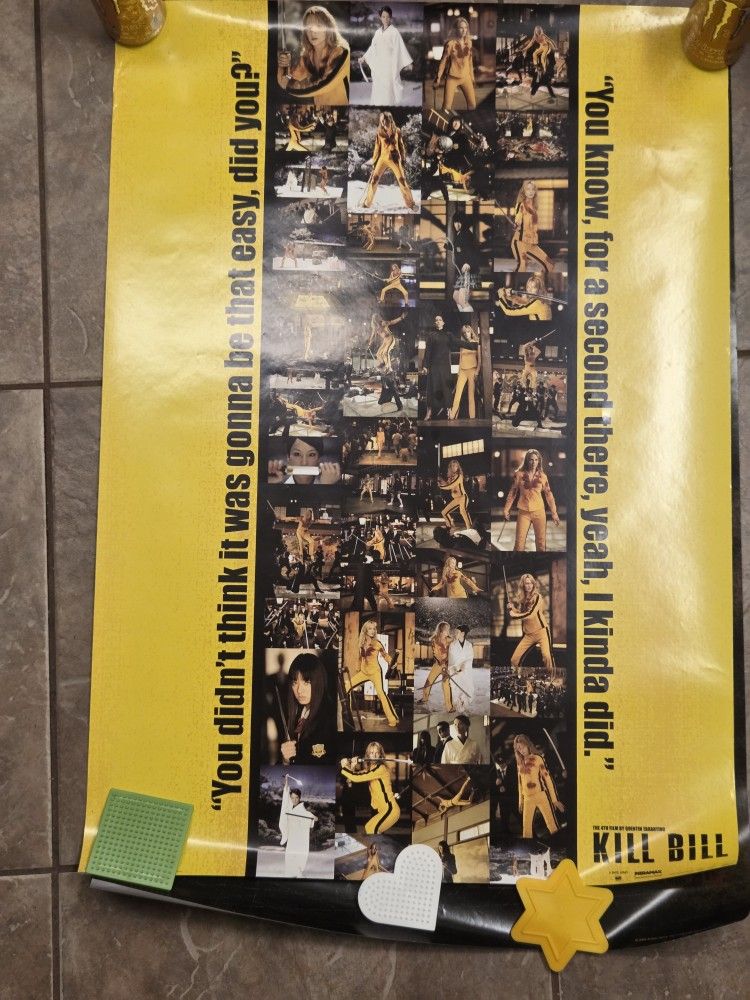 “You didn't think it was gonna be that easy, did you?”
“You know, for a second there, yeah, I kinda did.”
THE 4TH FILM BY QUENTIN TARANTINO
KILL BILL
MIRAMAX